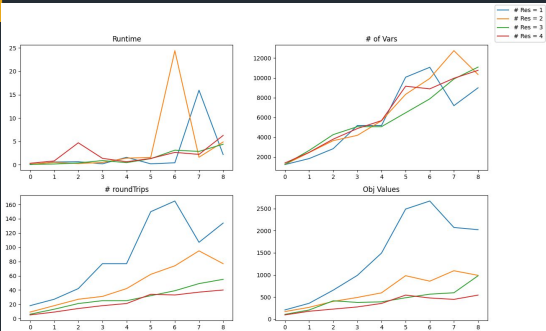 # Res = 1
# Res = 2
# Res = 3
# Res = 4
Runtime
25
20
15
10
5
0
0 1 2 3 4 5 6 7 8
# of Vars
12000
10000
8000
6000
4000
2000
0 1 2 3 4 5 6 7 8
# roundTrips
160
140
120
100
80
60
40
20
0
0 1 2 3 4 5 6 7 8
Obj Values
2500
2000
1500
1000
500
0
0 1 2 3 4 5 6 7 8